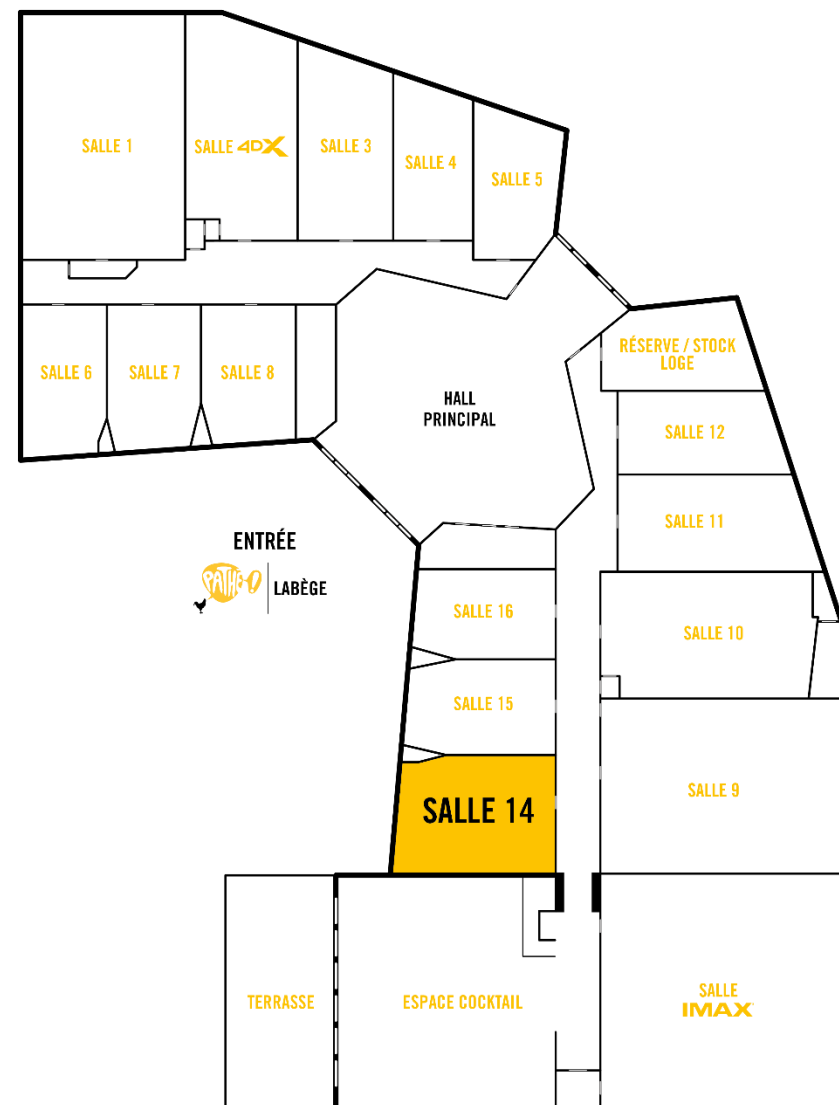 SALLE 1
SALLE 4DX
SALLE 3
SALLE 4
SALLE 5
SALLE 6
SALLE 7
SALLE 8
HALL
PRINCIPAL
RÉSERVE / STOCK
LOGE
SALLE 12
SALLE 11
ENTRÉE
PATHÉ
LABÈGE
SALLE 16
SALLE 10
SALLE 15
SALLE 9
SALLE 14
TERRASSE
ESPACE COCKTAIL
SALLE
IMAX